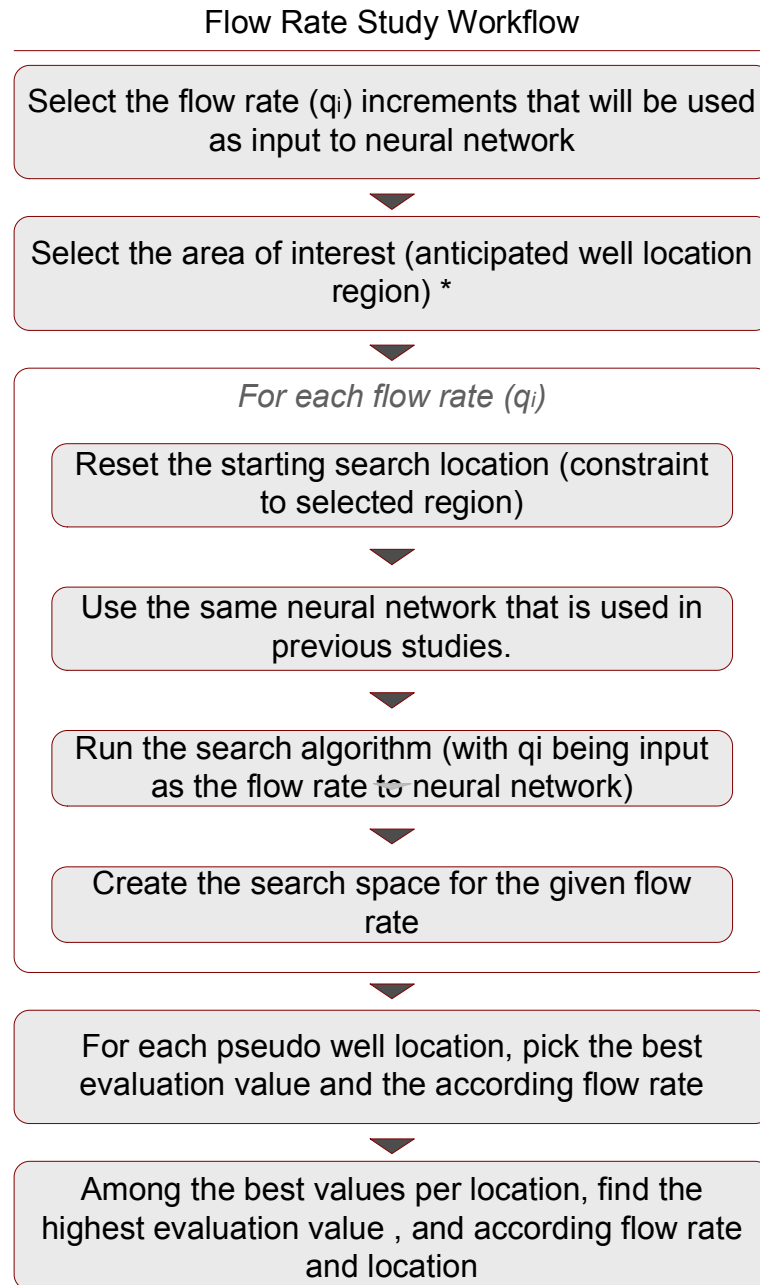 Flow Rate Study Workflow
Select the flow rate (qi) increments that will be used
as input to neural network
Select the area of interest (anticipated well location
region) *
For each flow rate (qi)
Reset the starting search location (constraint
to selected region)
Use the same neural network that is used in
previous studies.
Run the search algorithm (with qi being input
as the flow rate to neural network)
Create the search space for the given flow
rate
For each pseudo well location, pick the best
evaluation value and the according flow rate
Among the best values per location, find the
highest evaluation value , and according flow rate
and location